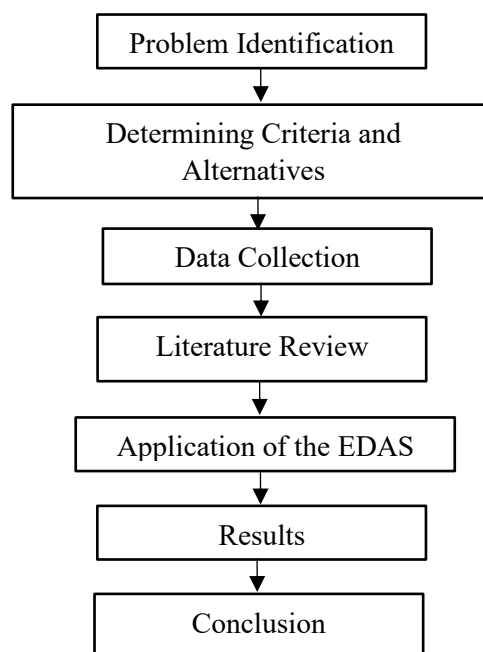 Problem Identification
Determining Criteria and
Alternatives
Data Collection
Literature Review
Application of the EDAS
Results
Conclusion